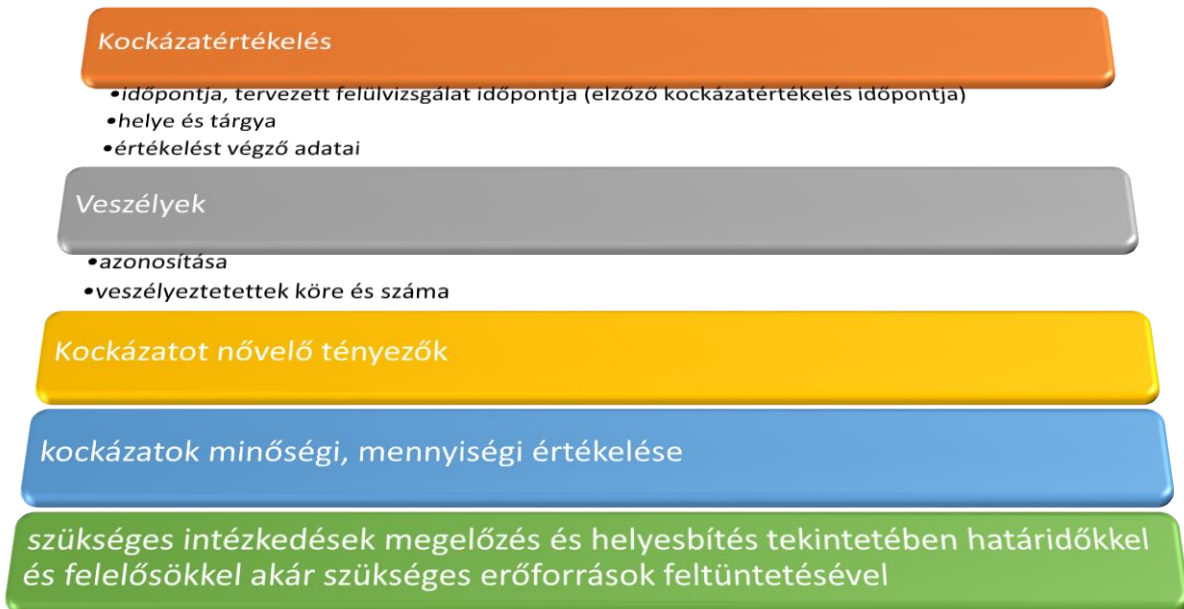 Kockázatértékelés
•időpontja, tervezett felülvizsgálat időpontja (elzőző kockázatértékelés időpontja)
•helye és tárgya
•értékelést végző adatai
Veszélyek
•azonosítása
•veszélyeztetettek köre és száma
Kockázatot nővelő tényezők
kockázatok minőségi, mennyiségi értékelése
szükséges intézkedések megelőzés és helyesbítés tekintetében határidőkkel
és felelősökkel akár szükséges erőforrások feltüntetésével